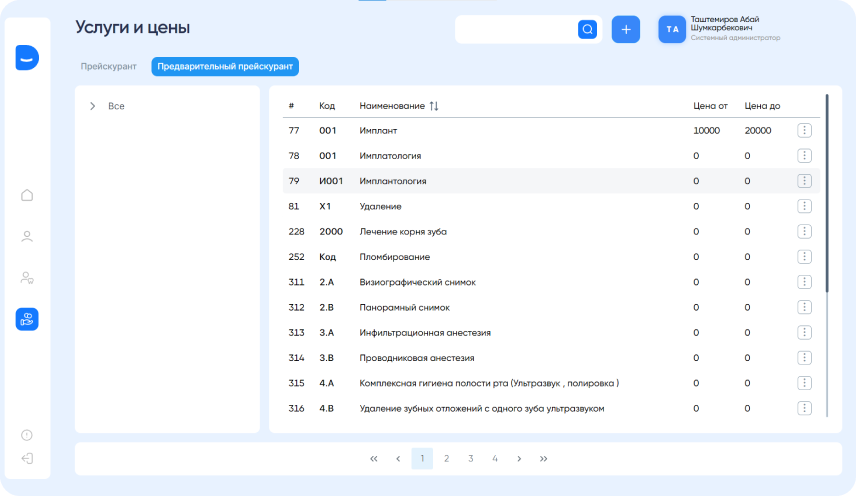 Услуги и цены
ТА
Таштемиров Абай
Шумкарбекович
Системный администратор
Прейскурант
Предварительный прейскурант
Все
# Код Наименование Цена от Цена до
77 001 Имплант 10000 20000
78 001 Имплатология 0 0
79 И001 Имплантология 0 0
81 X1 Удаление 0 0
228 2000 Лечение корня зуба 0 0
252 Код Пломбирование 0 0
311 2.A Визиографический снимок 0 0
312 2.B Панорамный снимок 0 0
313 3.A Инфильтрационная анестезия 0 0
314 3.B Проводниковая анестезия 0 0
315 4.A Комплексная гигиена полости рта (Ультразвук , полировка ) 0 0
316 4.B Удаление зубных отложений с одного зуба ультразвуком 0 0
« ‹ 1 2 3 4 › »